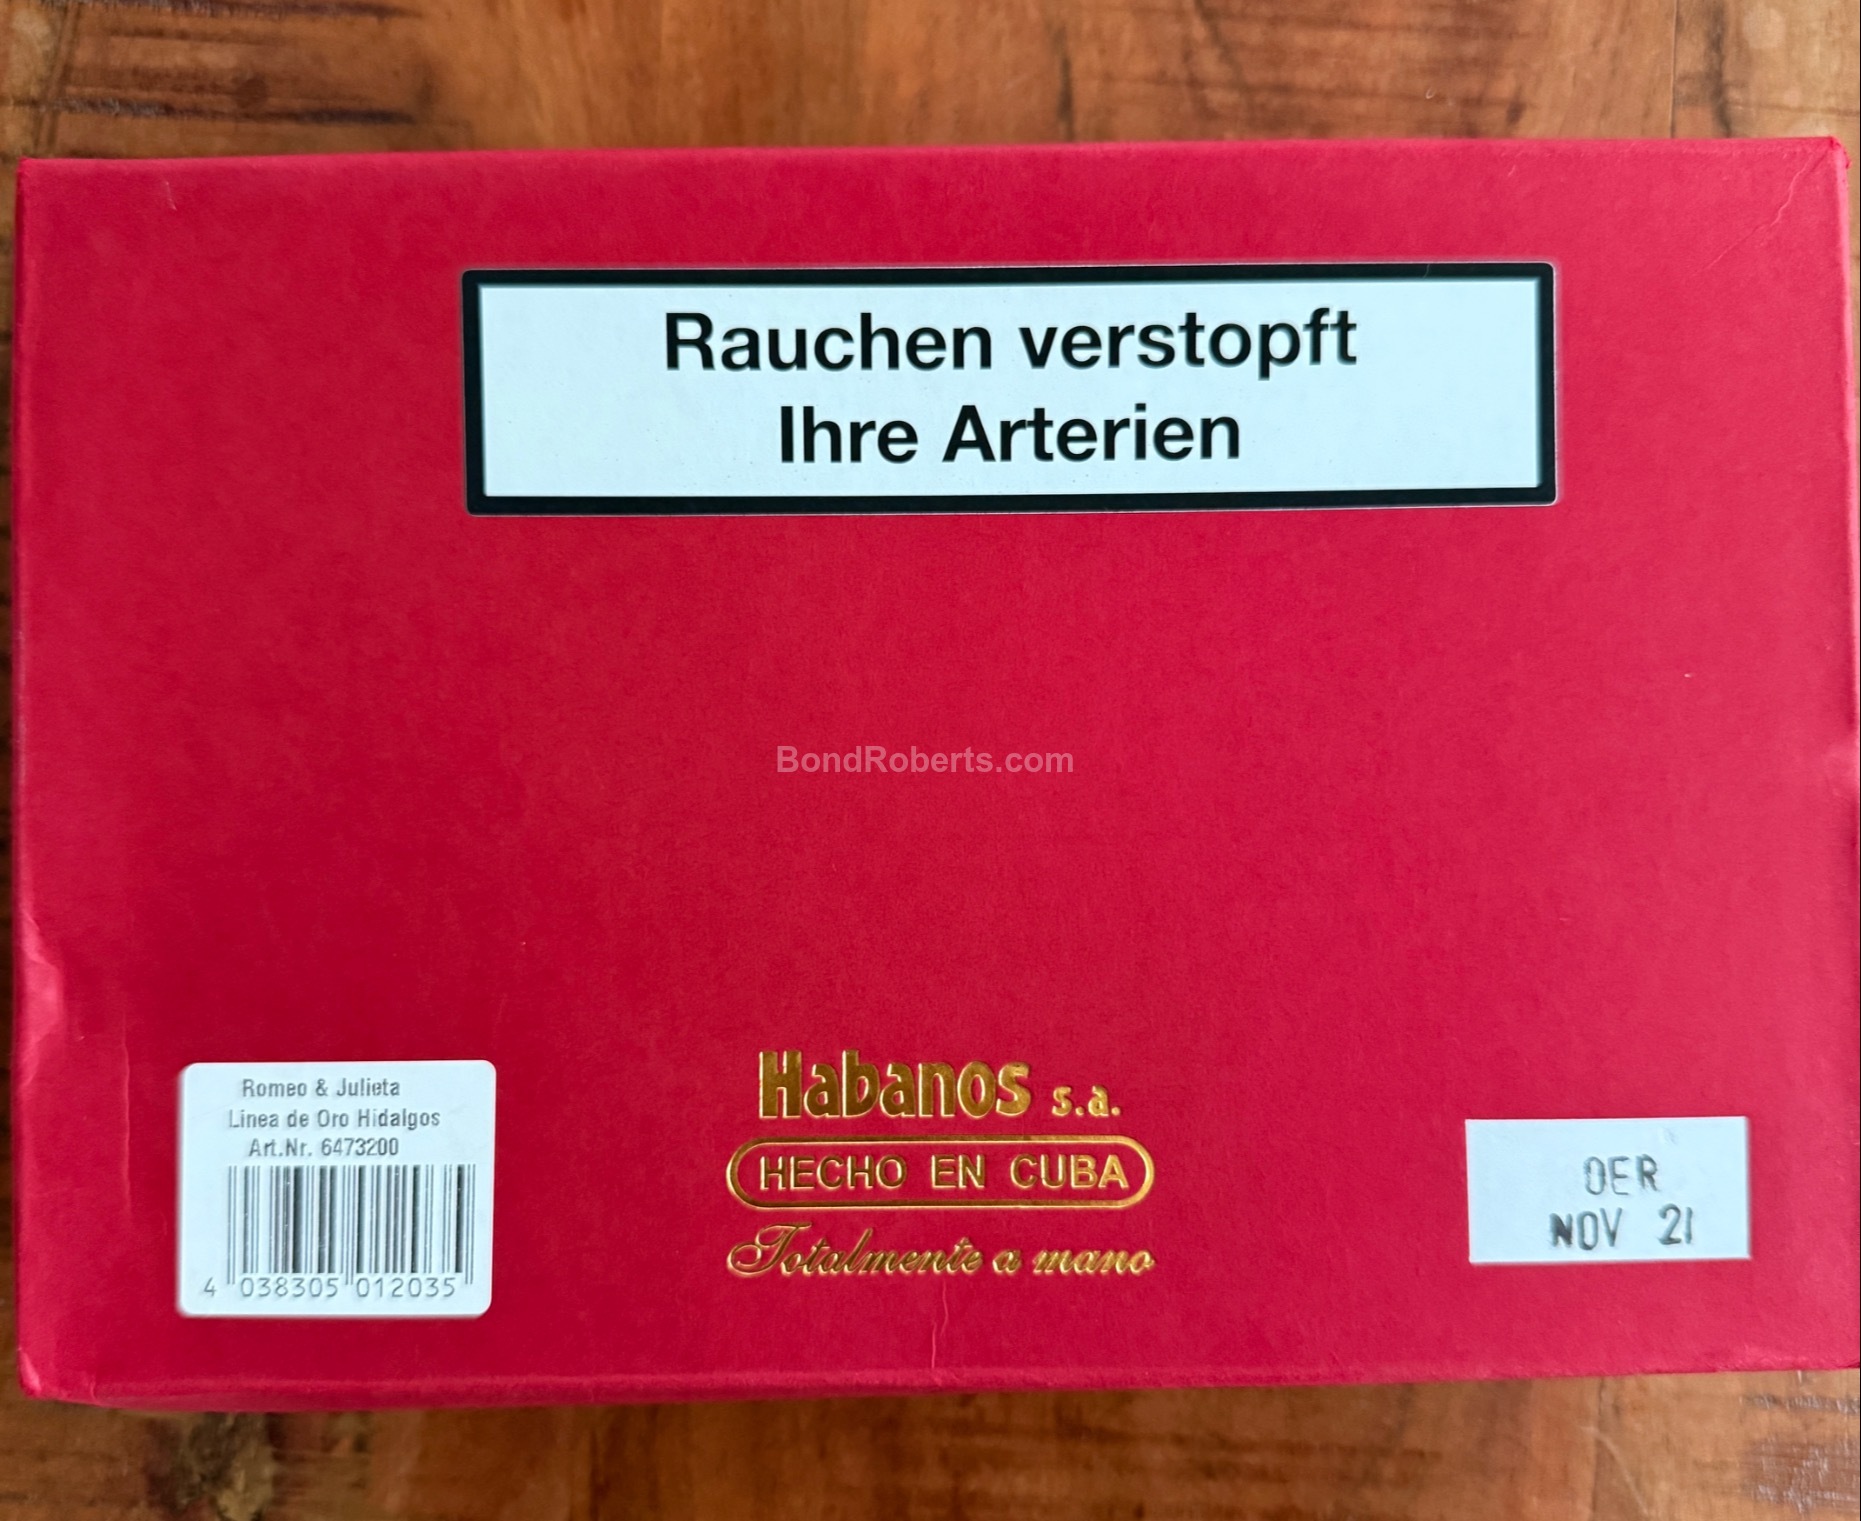 Rauchen verstopft
Ihre Arterien
BondRoberts.com
Romeo & Julieta
Linea de Oro Hidalgos
Art.Nr. 6473200
4 038305 012035
Habanos s.a.
HECHO EN CUBA
Totalmente a mano
OER
NOV 21